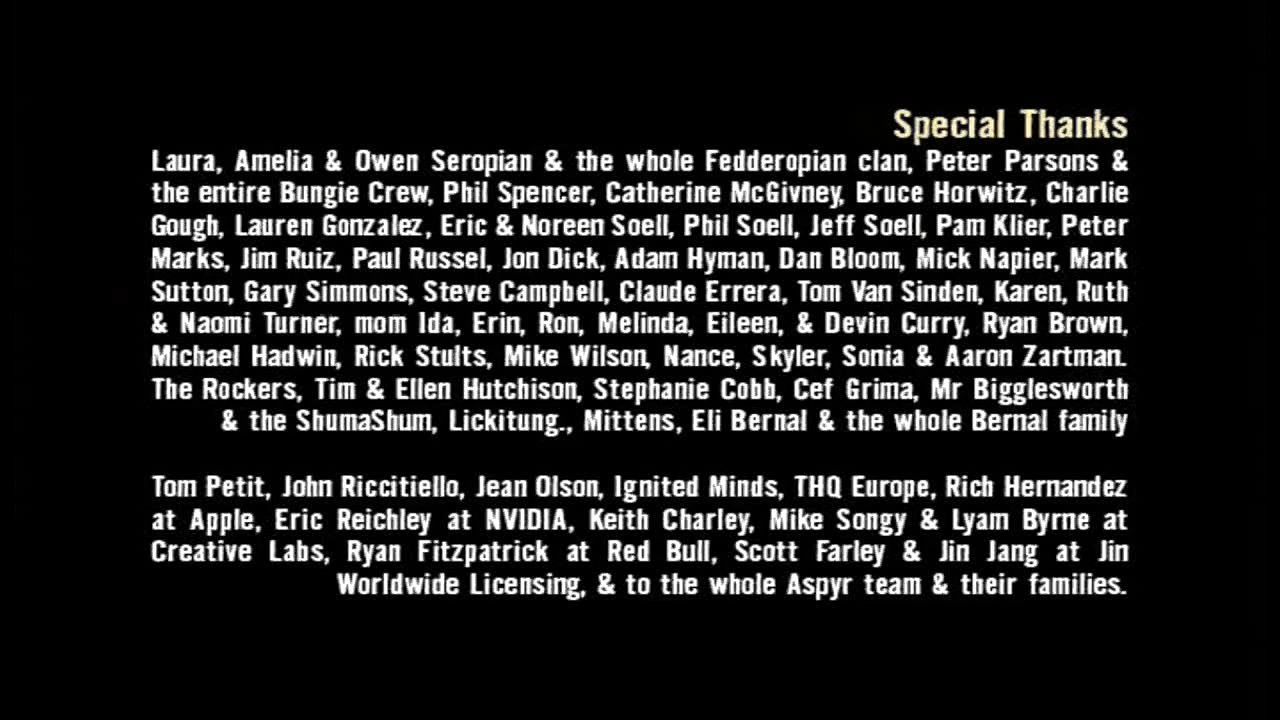 Special Thanks
Laura, Amelia & Owen Seropian & the whole Fedderopian clan, Peter Parsons &
the entire Bungie Crew, Phil Spencer, Catherine McGivney, Bruce Horwitz, Charlie
Gough, Lauren Gonzalez, Eric & Noreen Soell, Phil Soell, Jeff Soell, Pam Klier, Peter
Marks, Jim Ruiz, Paul Russel, Jon Dick, Adam Hyman, Dan Bloom, Mick Napier, Mark
Sutton, Gary Simmons, Steve Campbell, Claude Errera, Tom Van Sinden, Karen, Ruth
& Naomi Turner, mom Ida, Erin, Ron, Melinda, Eileen, & Devin Curry, Ryan Brown,
Michael Hadwin, Rick Stults, Mike Wilson, Nance, Skyler, Sonia & Aaron Zartman.
The Rockers, Tim & Ellen Hutchison, Stephanie Cobb, Cef Grima, Mr Bigglesworth
& the ShumaShum, Lickitung., Mittens, Eli Bernal & the whole Bernal family
Tom Petit, John Riccitiello, Jean Olson, Ignited Minds, THQ Europe, Rich Hernandez
at Apple, Eric Reichley at NVIDIA, Keith Charley, Mike Songy & Lyam Byrne at
Creative Labs, Ryan Fitzpatrick at Red Bull, Scott Farley & Jin Jang at Jin
Worldwide Licensing, & to the whole Aspyr team & their families.